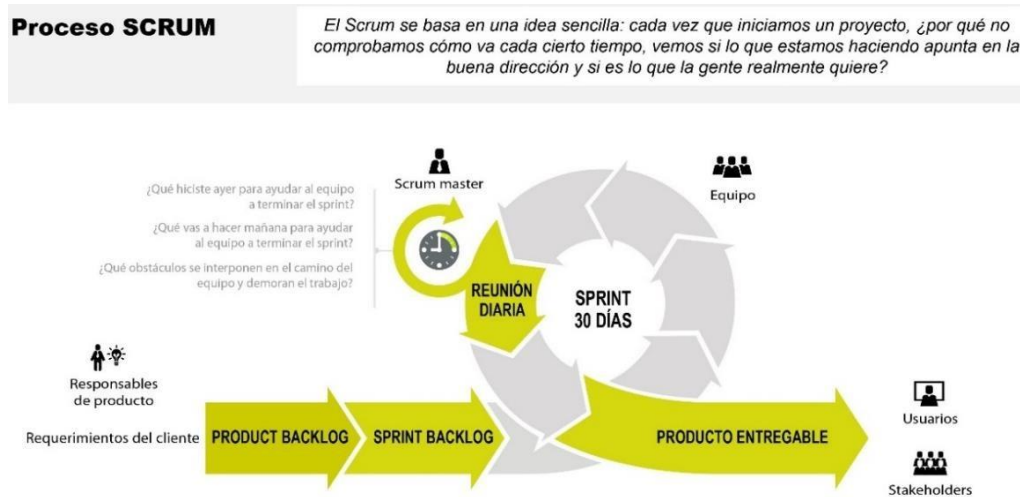 Proceso SCRUM
El Scrum se basa en una idea sencilla: cada vez que iniciamos un proyecto, ¿por qué no
comprobamos cómo va cada cierto tiempo, vemos si lo que estamos haciendo apunta en la
buena dirección y si es lo que la gente realmente quiere?
Scrum master
¿Qué hiciste ayer para ayudar al equipo
a terminar el sprint?
¿Qué vas a hacer mañana para ayudar
al equipo a terminar el sprint?
¿Qué obstáculos se interponen en el camino del
equipo y demoran el trabajo?
Equipo
REUNIÓN
DIARIA
SPRINT
30 DÍAS
Responsables
de producto
Requerimientos del cliente
PRODUCT BACKLOG
SPRINT BACKLOG
PRODUCTO ENTREGABLE
Usuarios
Stakeholders